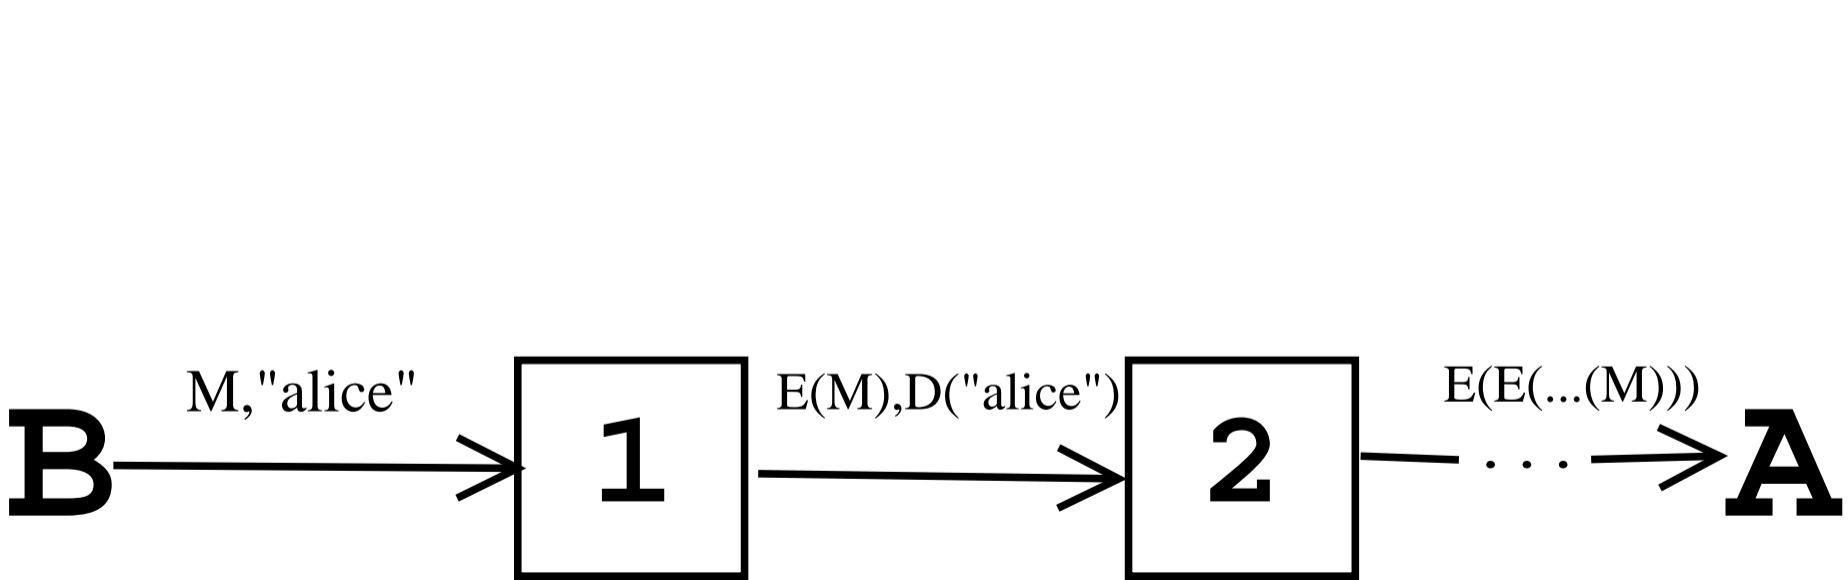 B
M,"alice"
1
E(M),D("alice")
2
E(E(...(M)))
. . .
A